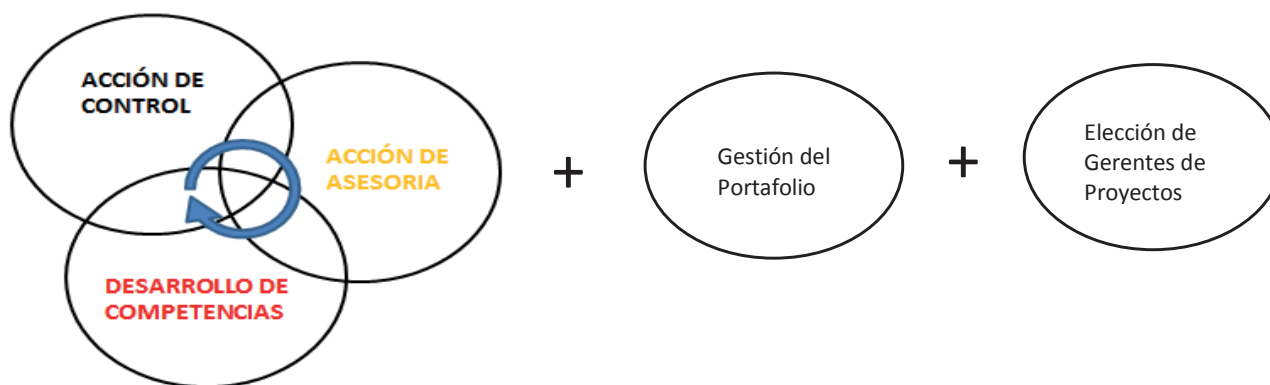 ACCIÓN DE
CONTROL
ACCIÓN DE
ASESORIA
DESARROLLO DE
COMPETENCIAS
+
Gestión del
Portafolio
+
Elección de
Gerentes de
Proyectos